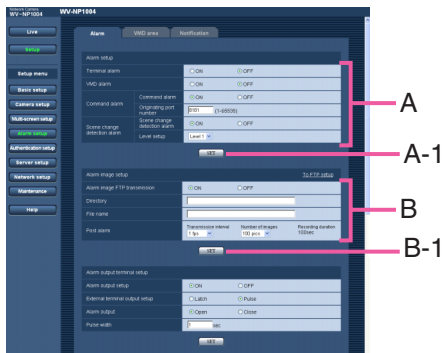 Network Camera
WV-NP1004
WV-NP1004
Live
Setup
Setup menu
Basic setup
Camera setup
Multi-screen setup
Alarm setup
Authentication setup
Server setup
Network setup
Maintenance
Help
Alarm
VMD area
Notification
Alarm setup
Terminal alarm
ON
OFF
VMD alarm
ON
OFF
Command alarm
Command alarm
ON
OFF
Originating port number
8181
(1-65535)
Scene change detection alarm
Scene change detection alarm
ON
OFF
Level setup
Level 1
SET
A
A-1
Alarm image setup
To FTP setup
Alarm image FTP transmission
ON
OFF
Directory
File name
Post alarm
Transmission interval
1 fps
Number of images
100 pics
Recording duration
100sec
SET
B
B-1
Alarm output terminal setup
Alarm output setup
ON
OFF
External terminal output setup
Latch
Pulse
Alarm output
Open
Close
Pulse width
1
sec
SET